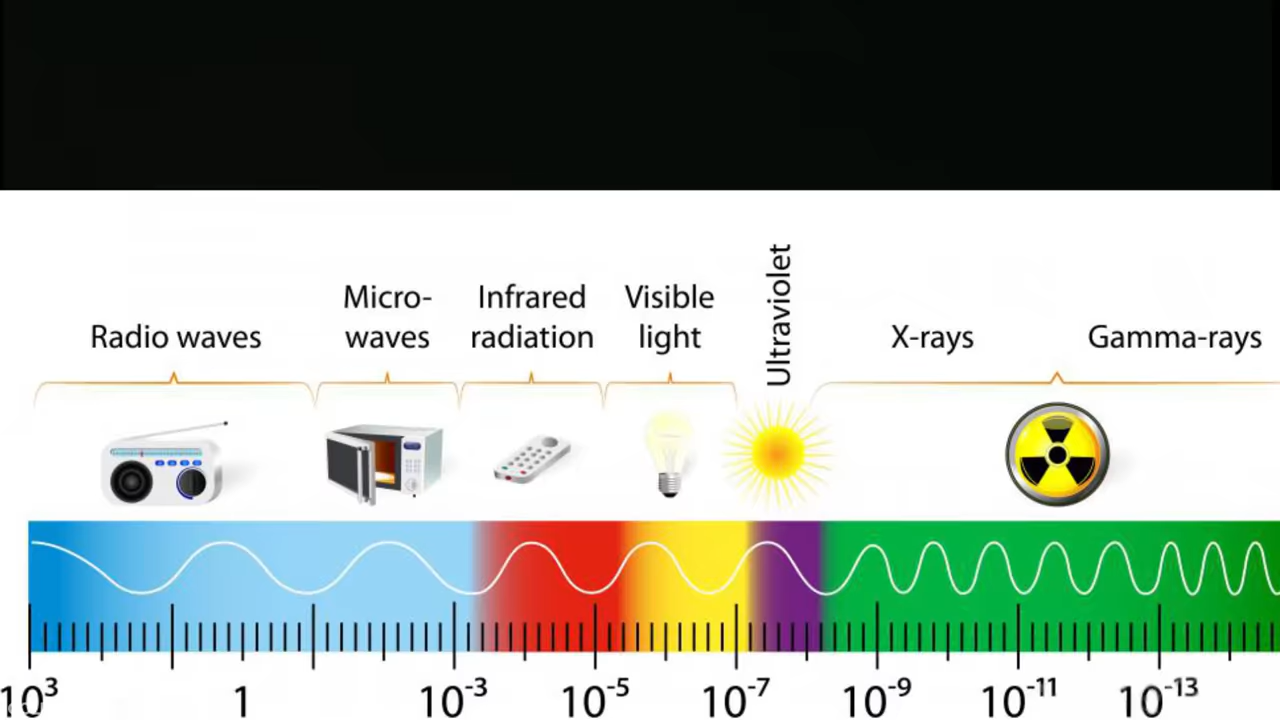 Ultraviolet
Micro-
waves
Infrared
radiation
Visible
light
Radio waves
X-rays
Gamma-rays
10³
1
10⁻³
10⁻⁵
10⁻⁷
10⁻⁹
10⁻¹¹
10⁻¹³